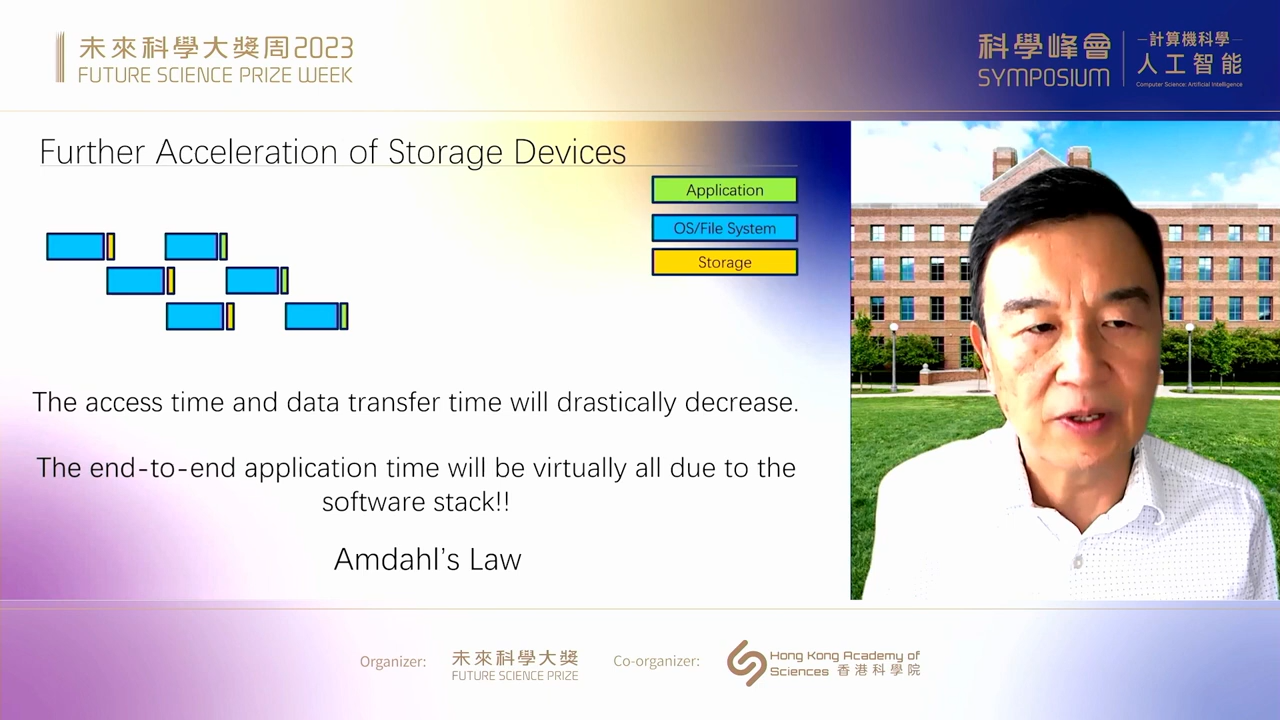 未來科學大獎周2023
FUTURE SCIENCE PRIZE WEEK
科學峰會
SYMPOSIUM
計算機科學
人工智能
Computer Science: Artificial Intelligence
Further Acceleration of Storage Devices
Application
OS/File System
Storage
The access time and data transfer time will drastically decrease.
The end-to-end application time will be virtually all due to the
software stack!!
Amdahl's Law
Organizer:
未來科學大獎
FUTURE SCIENCE PRIZE
Co-organizer:
Hong Kong Academy of
Sciences 香港科學院